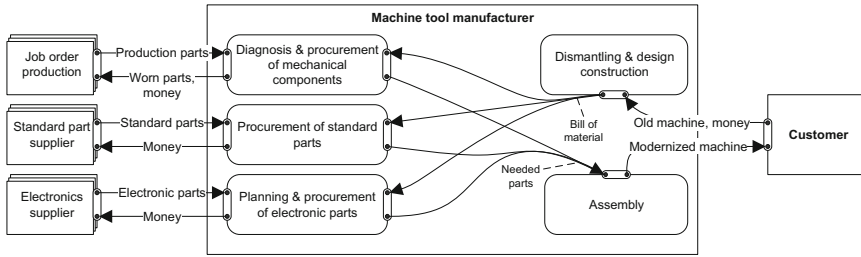 Machine tool manufacturer
Job order
production
Production parts
Worn parts,
money
Diagnosis & procurement
of mechanical
components
Dismantling & design
construction
Standard part
supplier
Standard parts
Money
Procurement of standard
parts
Bill of
material
Old machine, money
Modernized machine
Customer
Electronics
supplier
Electronic parts
Money
Planning & procurement
of electronic parts
Needed
parts
Assembly